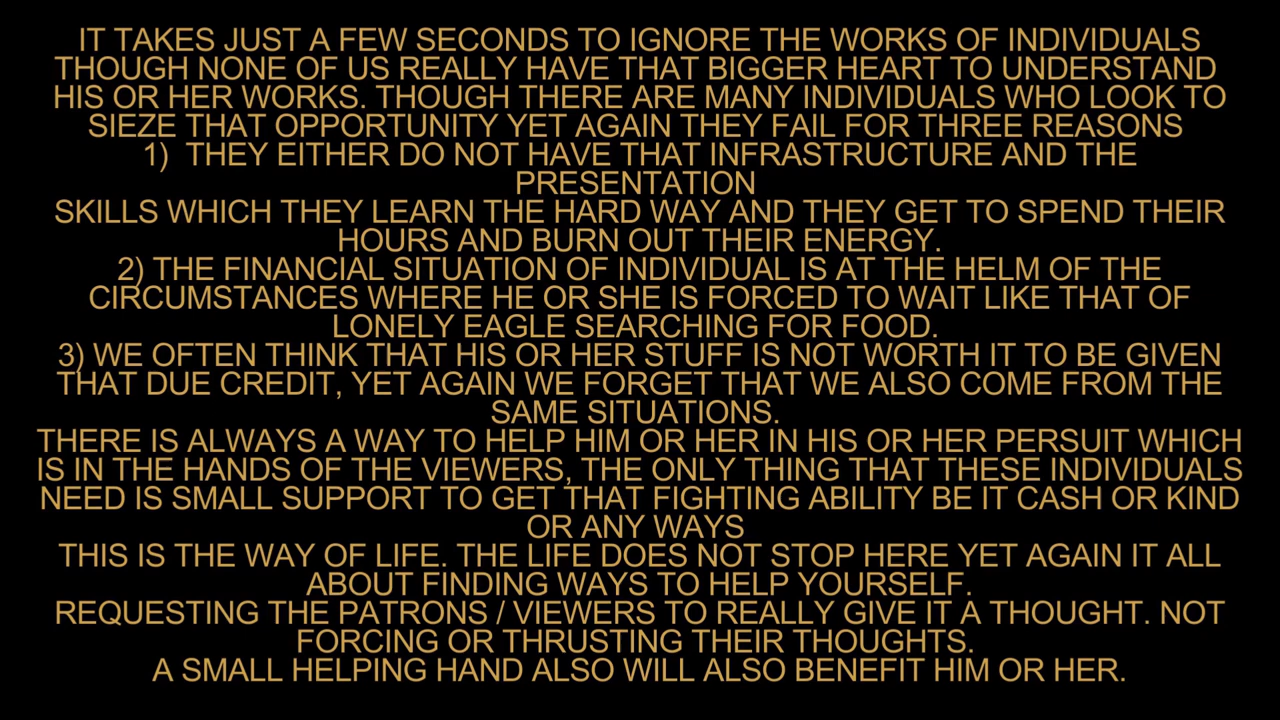 IT TAKES JUST A FEW SECONDS TO IGNORE THE WORKS OF INDIVIDUALS
THOUGH NONE OF US REALLY HAVE THAT BIGGER HEART TO UNDERSTAND
HIS OR HER WORKS. THOUGH THERE ARE MANY INDIVIDUALS WHO LOOK TO
SIEZE THAT OPPORTUNITY YET AGAIN THEY FAIL FOR THREE REASONS
1)  THEY EITHER DO NOT HAVE THAT INFRASTRUCTURE AND THE
PRESENTATION
SKILLS WHICH THEY LEARN THE HARD WAY AND THEY GET TO SPEND THEIR
HOURS AND BURN OUT THEIR ENERGY.
2) THE FINANCIAL SITUATION OF INDIVIDUAL IS AT THE HELM OF THE
CIRCUMSTANCES WHERE HE OR SHE IS FORCED TO WAIT LIKE THAT OF
LONELY EAGLE SEARCHING FOR FOOD.
3) WE OFTEN THINK THAT HIS OR HER STUFF IS NOT WORTH IT TO BE GIVEN
THAT DUE CREDIT, YET AGAIN WE FORGET THAT WE ALSO COME FROM THE
SAME SITUATIONS.
THERE IS ALWAYS A WAY TO HELP HIM OR HER IN HIS OR HER PERSUIT WHICH
IS IN THE HANDS OF THE VIEWERS, THE ONLY THING THAT THESE INDIVIDUALS
NEED IS SMALL SUPPORT TO GET THAT FIGHTING ABILITY BE IT CASH OR KIND
OR ANY WAYS
THIS IS THE WAY OF LIFE. THE LIFE DOES NOT STOP HERE YET AGAIN IT ALL
ABOUT FINDING WAYS TO HELP YOURSELF.
REQUESTING THE PATRONS / VIEWERS TO REALLY GIVE IT A THOUGHT. NOT
FORCING OR THRUSTING THEIR THOUGHTS.
A SMALL HELPING HAND ALSO WILL ALSO BENEFIT HIM OR HER.